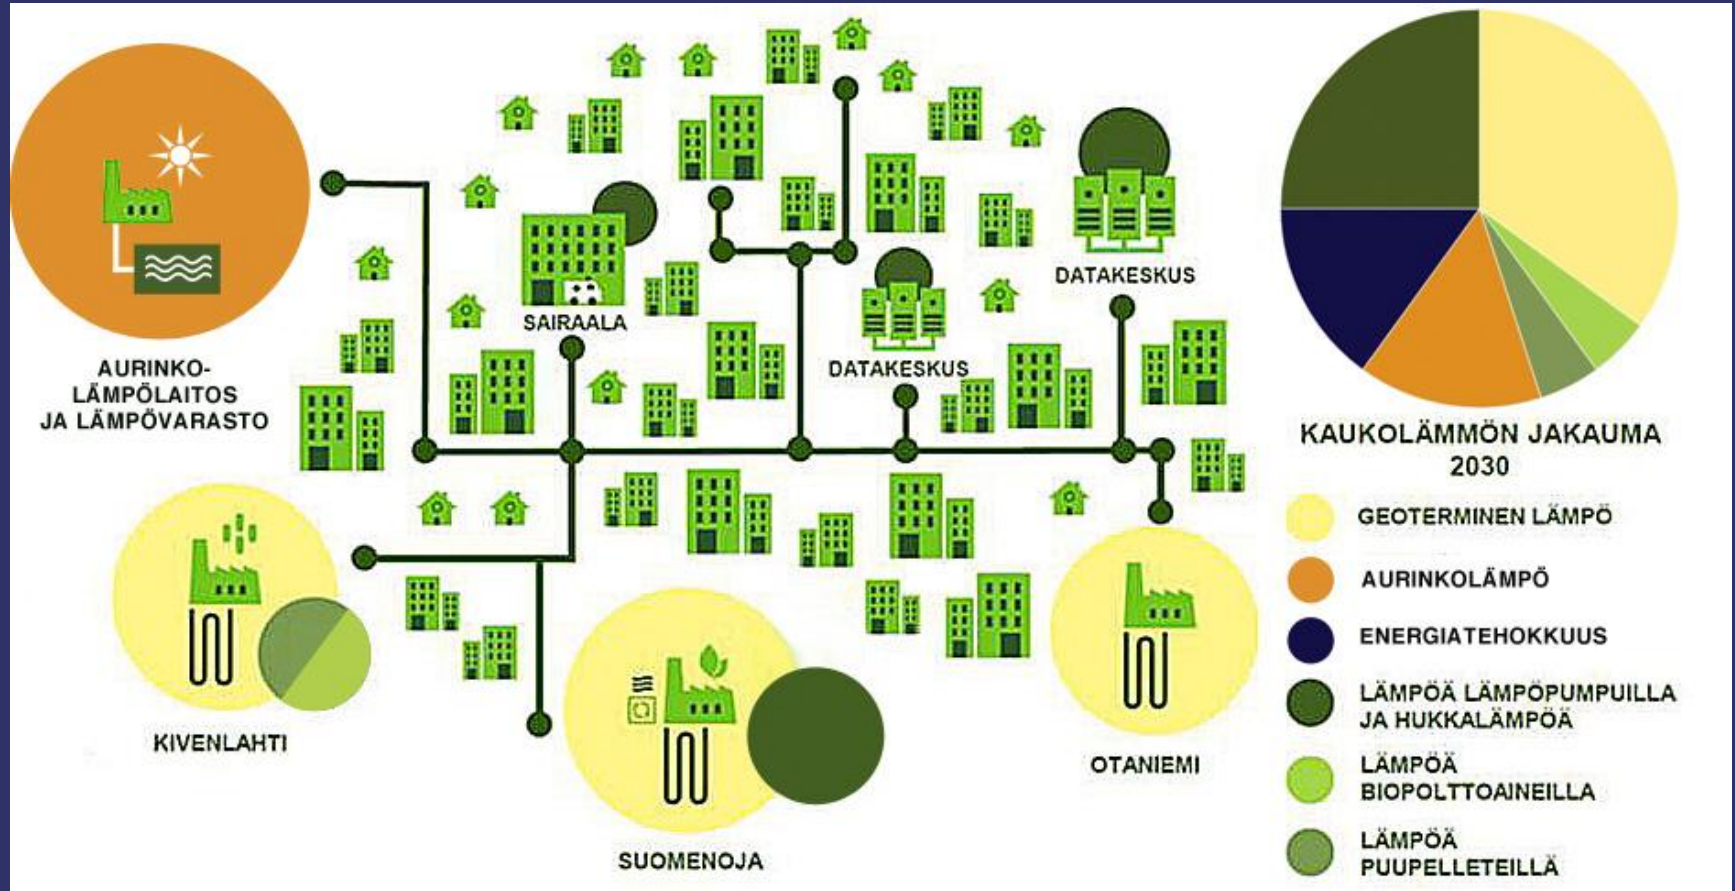 AURINKO-
LÄMPÖLAITOS
JA LÄMPÖVARASTO
SAIRAALA
DATAKESKUS
DATAKESKUS
KIVENLAHTI
SUOMENOJA
OTANIEMI
KAUKOLÄMMÖN JAKAUMA
2030
GEOTERMINEN LÄMPÖ
AURINKOLÄMPÖ
ENERGIATEHOKKUUS
LÄMPÖÄ LÄMPÖPUMPUILLA
JA HUKKALÄMPÖÄ
LÄMPÖÄ
BIOPOLTTOAINEILLA
LÄMPÖÄ
PUUPELLETEILLÄ